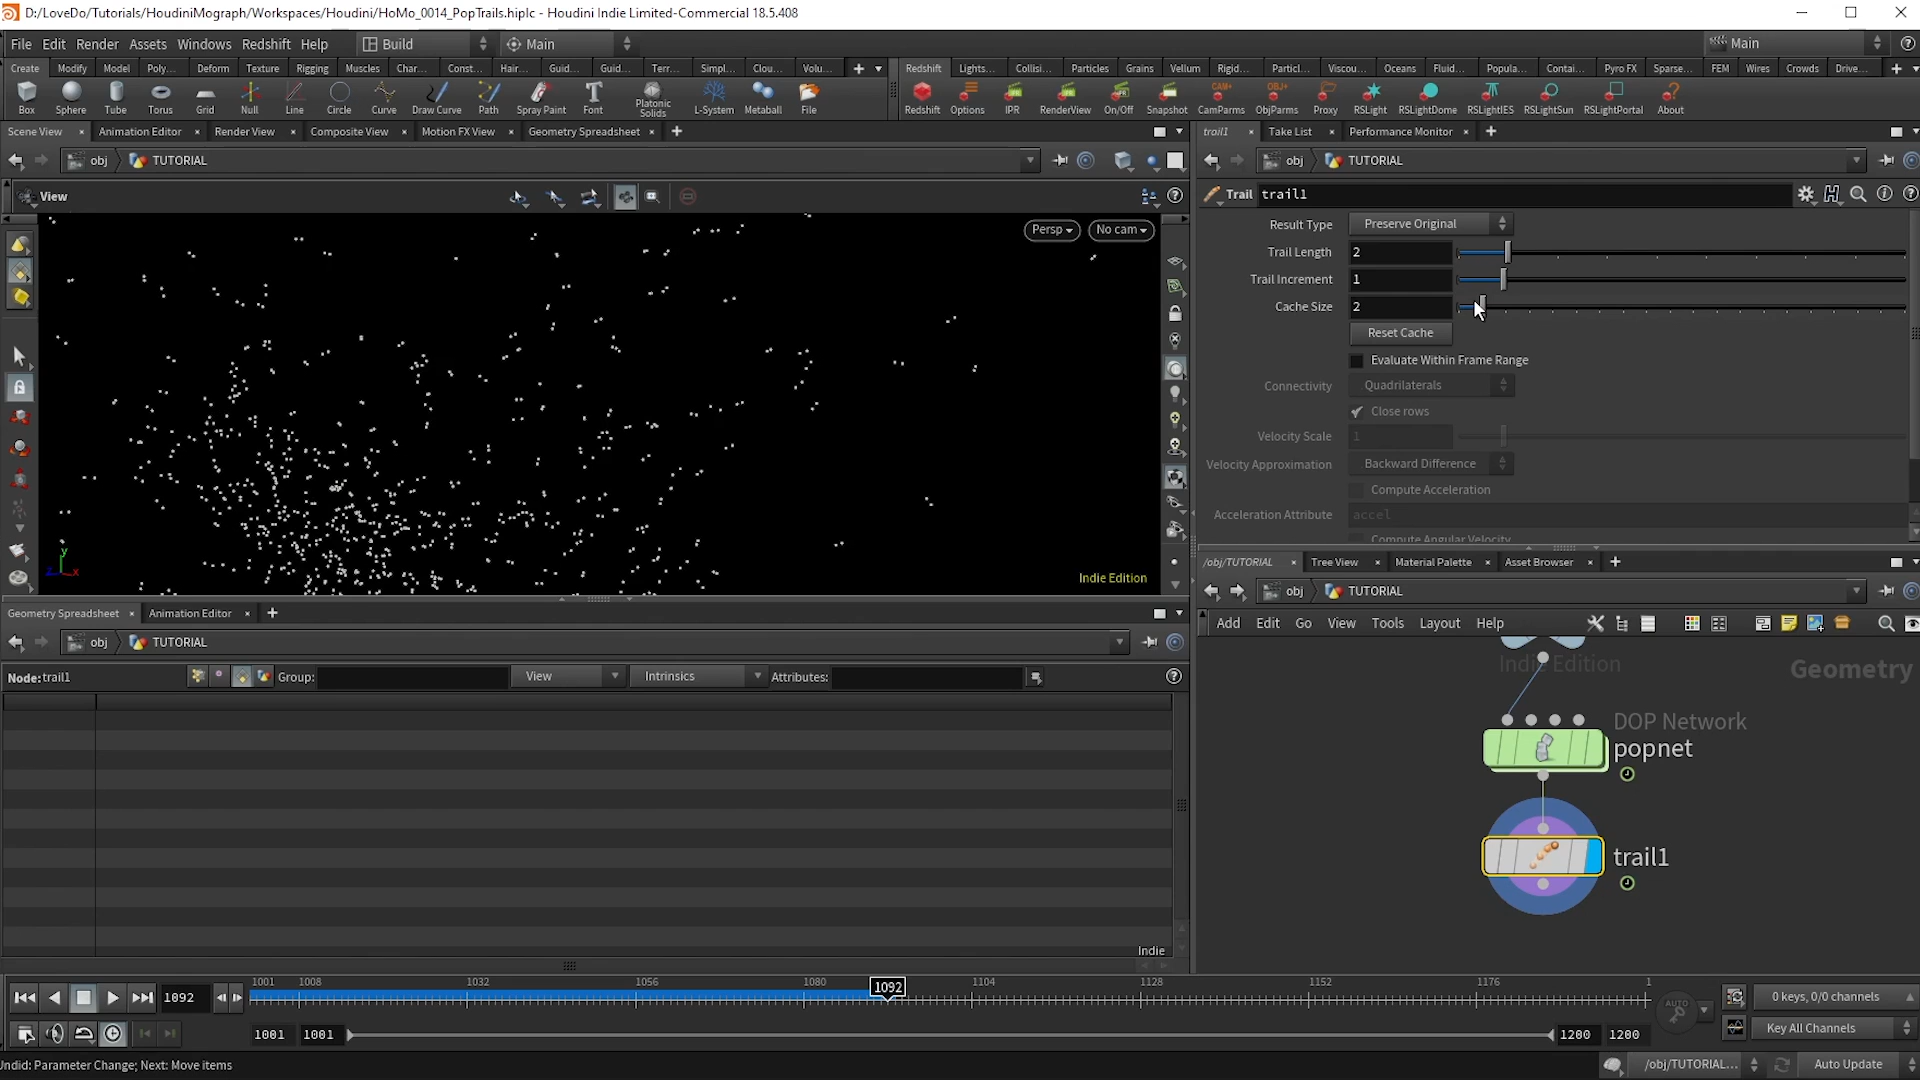 D:/LoveDo/Tutorials/HoudiniMograph/Workspaces/Houdini/HoMo_0014_PopTrails.hiplc - Houdini Indie Limited-Commercial 18.5.408
File Edit Render Assets Windows Redshift Help Build Main Main
Create Modify Model Poly... Deform Texture Rigging Muscles Char... Const... Hair... Guid... Guid... Terr... Simpl... Clou... Volu...
Redshift Lights... Collisi... Particles Grains Vellum Rigid... Particl... Viscou... Oceans Fluid... Popula... Contai... Pyro FX Sparse... FEM Wires Crowds Drive...
Box Sphere Tube Torus Grid Null Line Circle Curve Draw Curve Path Spray Paint Font Platonic Solids L-System Metaball File
Redshift Options IPR RenderView On/Off Snapshot CamParms ObjParms Proxy RSLight RSLightDome RSLightIES RSLightSun RSLightPortal About
Scene View Animation Editor Render View Composite View Motion FX View Geometry Spreadsheet
trail1 Take List Performance Monitor
obj TUTORIAL
obj TUTORIAL
View
Trail trail1
Persp No cam
Result Type Preserve Original
Trail Length 2
Trail Increment 1
Cache Size 2
Reset Cache
Evaluate Within Frame Range
Connectivity Quadrilaterals
Close rows
Velocity Scale 1
Velocity Approximation Backward Difference
Compute Acceleration
Acceleration Attribute accel
Compute Angular Velocity
y
z x
Indie Edition
/obj/TUTORIAL Tree View Material Palette Asset Browser
obj TUTORIAL
Add Edit Go View Tools Layout Help
Indie Edition
Geometry
DOP Network
popnet
trail1
Geometry Spreadsheet Animation Editor
obj TUTORIAL
Node: trail1 Group: View Intrinsics Attributes:
Indie
1092
1001 1008 1032 1056 1080 1092 1104 1128 1152 1176 1
AUTO
0 keys, 0/0 channels
1001 1001 1200 1200
Key All Channels
Undid: Parameter Change; Next: Move items
/obj/TUTORIAL... Auto Update